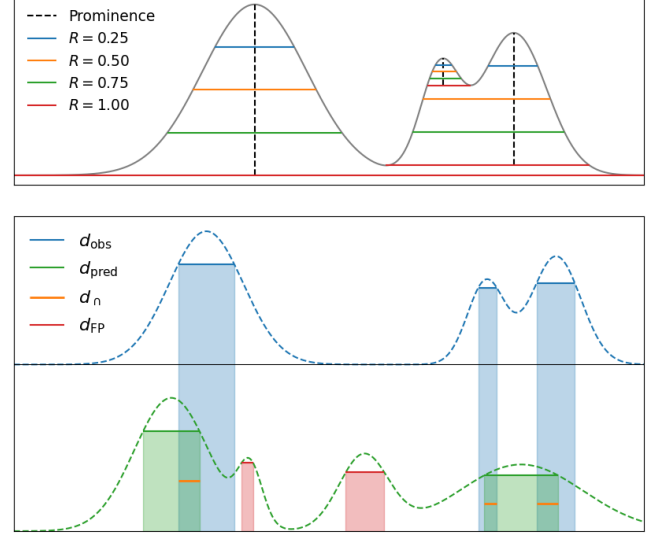 Prominence
R = 0.25
R = 0.50
R = 0.75
R = 1.00
d_obs
d_pred
d_∩
d_FP